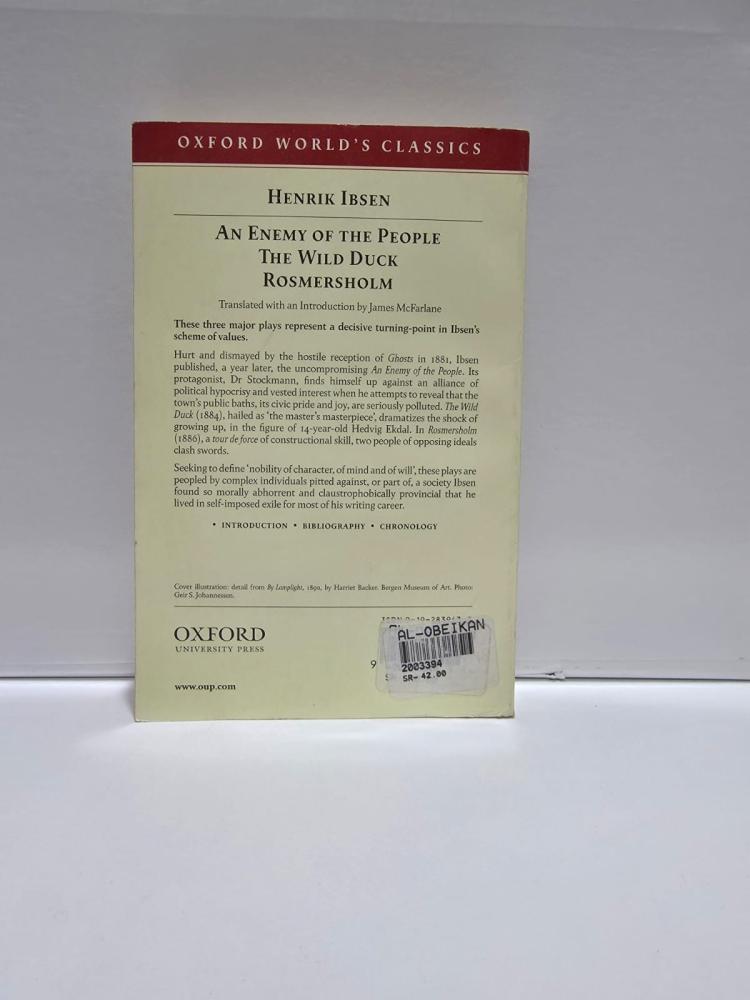 OXFORD WORLD'S CLASSICS
HENRIK IBSEN
AN ENEMY OF THE PEOPLE
THE WILD DUCK
ROSMERSHOLM
Translated with an Introduction by James McFarlane
These three major plays represent a decisive turning-point in Ibsen's
scheme of values.
Hurt and dismayed by the hostile reception of Ghosts in 1881, Ibsen
published, a year later, the uncompromising An Enemy of the People. Its
protagonist, Dr Stockmann, finds himself up against an alliance of
political hypocrisy and vested interest when he attempts to reveal that the
town's public baths, its civic pride and joy, are seriously polluted. The Wild
Duck (1884), hailed as 'the master's masterpiece', dramatizes the shock of
growing up, in the figure of 14-year-old Hedvig Ekdal. In Rosmersholm
(1886), a tour de force of constructional skill, two people of opposing ideals
clash swords.
Seeking to define 'nobility of character, of mind and of will', these plays are
peopled by complex individuals pitted against, or part of, a society Ibsen
found so morally abhorrent and claustrophobically provincial that he
lived in self-imposed exile for most of his writing career.
• INTRODUCTION • BIBLIOGRAPHY • CHRONOLOGY
Cover illustration: detail from By Lamplight, 1890, by Harriet Backer. Bergen Museum of Art. Photo:
Geir S. Johannessen.
OXFORD
UNIVERSITY PRESS
www.oup.com
AL-OBEIKAN
9
2003394
SR- 42.00